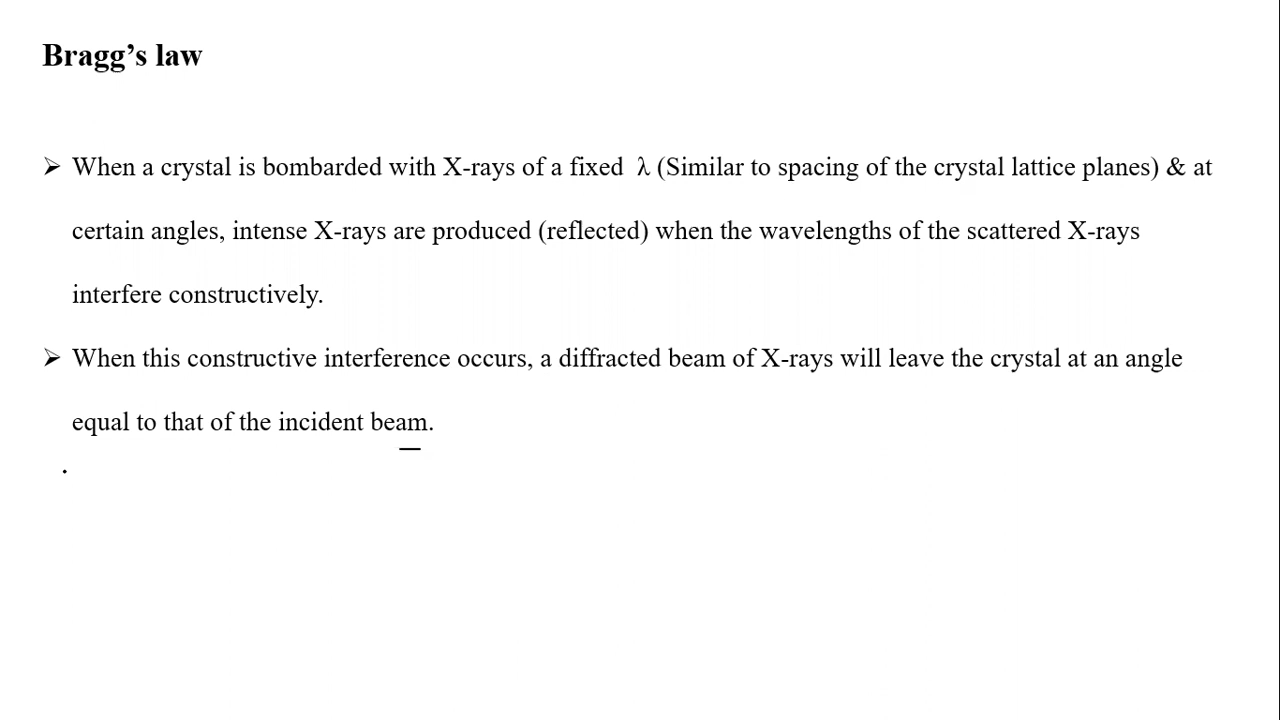 Bragg’s law
➢ When a crystal is bombarded with X-rays of a fixed λ (Similar to spacing of the crystal lattice planes) & at
certain angles, intense X-rays are produced (reflected) when the wavelengths of the scattered X-rays
interfere constructively.
➢ When this constructive interference occurs, a diffracted beam of X-rays will leave the crystal at an angle
equal to that of the incident beam.